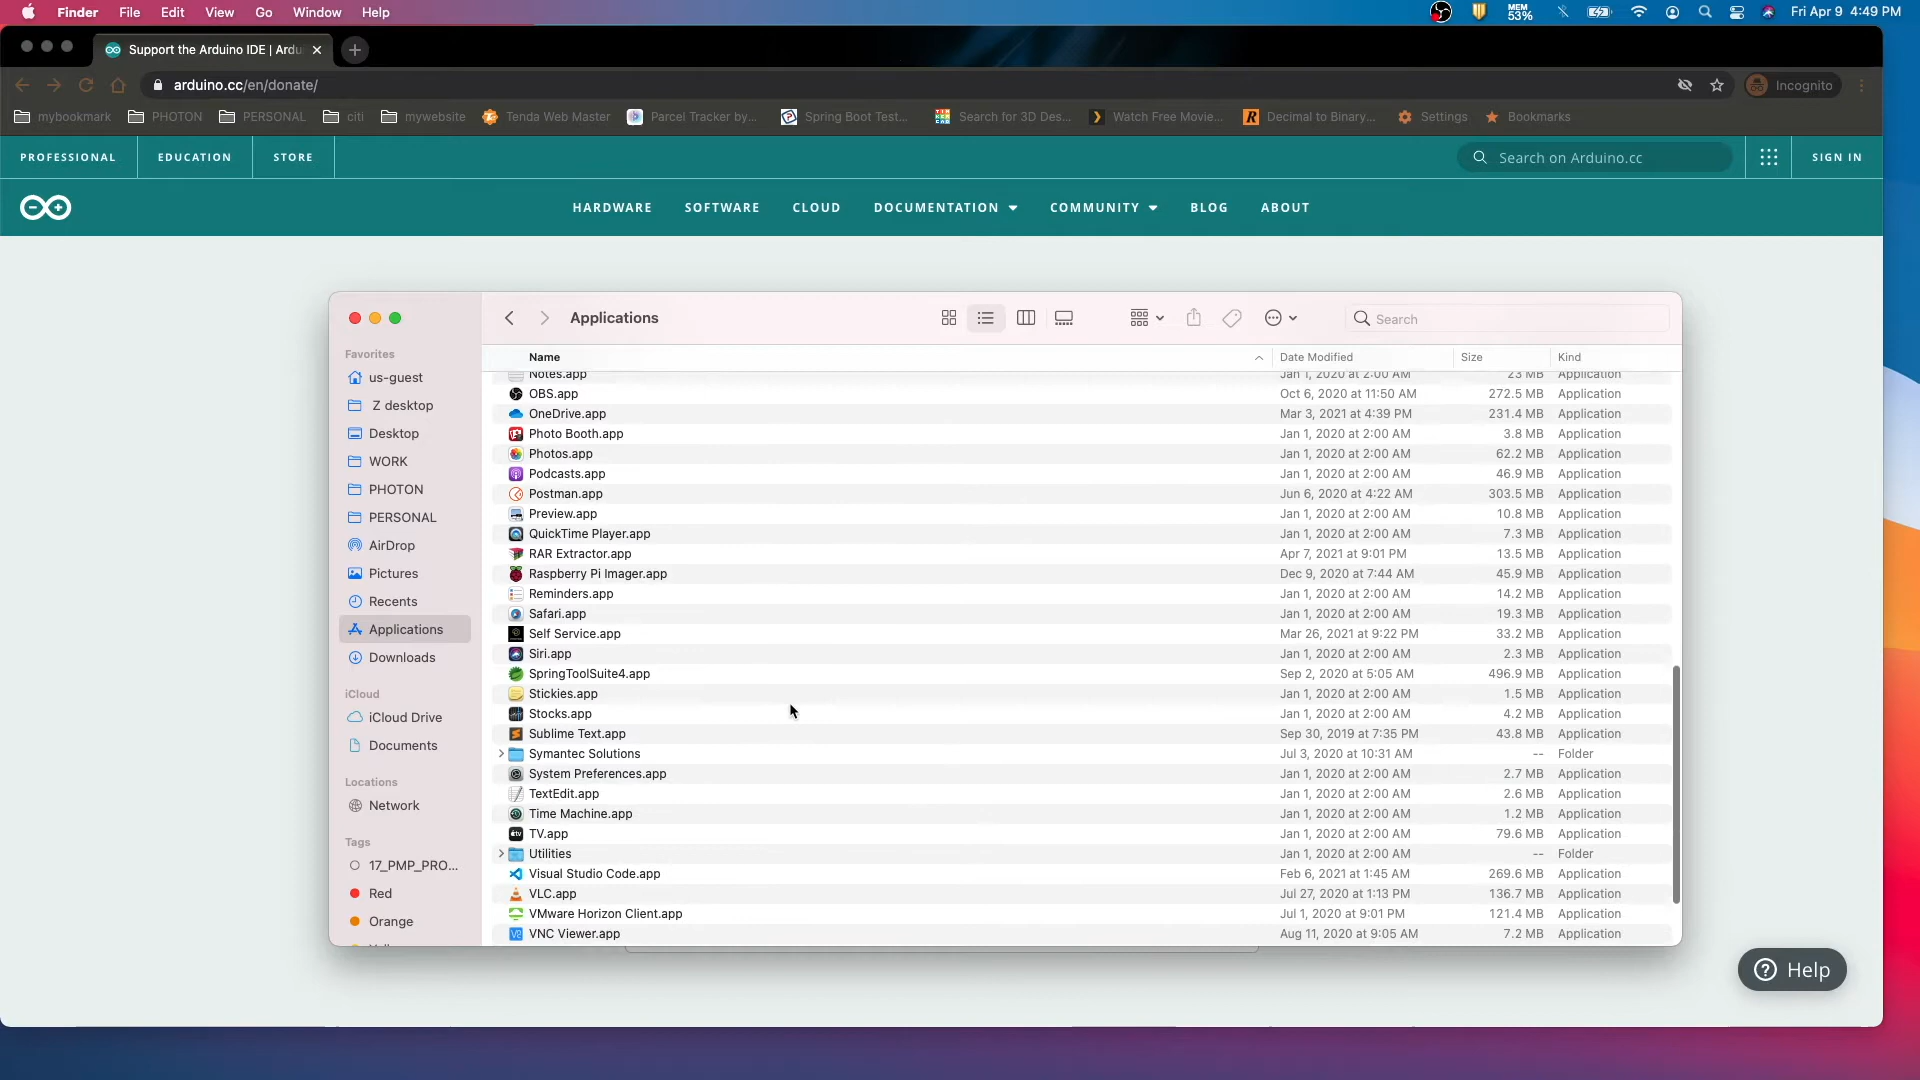 Finder File Edit View Go Window Help
MEM 53% Fri Apr 9 4:49 PM
Support the Arduino IDE | Ardu
arduino.cc/en/donate/ Incognito
mybookmark PHOTON PERSONAL citi mywebsite Tenda Web Master Parcel Tracker by... Spring Boot Test... Search for 3D Des... Watch Free Movie... Decimal to Binary... Settings Bookmarks
PROFESSIONAL EDUCATION STORE Search on Arduino.cc SIGN IN
HARDWARE SOFTWARE CLOUD DOCUMENTATION COMMUNITY BLOG ABOUT
Applications Search
Favorites
us-guest
Z desktop
Desktop
WORK
PHOTON
PERSONAL
AirDrop
Pictures
Recents
Applications
Downloads
iCloud
iCloud Drive
Documents
Locations
Network
Tags
17_PMP_PRO...
Red
Orange
Name Date Modified Size Kind
Notes.app Jan 1, 2020 at 2:00 AM 23 MB Application
OBS.app Oct 6, 2020 at 11:50 AM 272.5 MB Application
OneDrive.app Mar 3, 2021 at 4:39 PM 231.4 MB Application
Photo Booth.app Jan 1, 2020 at 2:00 AM 3.8 MB Application
Photos.app Jan 1, 2020 at 2:00 AM 62.2 MB Application
Podcasts.app Jan 1, 2020 at 2:00 AM 46.9 MB Application
Postman.app Jun 6, 2020 at 4:22 AM 303.5 MB Application
Preview.app Jan 1, 2020 at 2:00 AM 10.8 MB Application
QuickTime Player.app Jan 1, 2020 at 2:00 AM 7.3 MB Application
RAR Extractor.app Apr 7, 2021 at 9:01 PM 13.5 MB Application
Raspberry Pi Imager.app Dec 9, 2020 at 7:44 AM 45.9 MB Application
Reminders.app Jan 1, 2020 at 2:00 AM 14.2 MB Application
Safari.app Jan 1, 2020 at 2:00 AM 19.3 MB Application
Self Service.app Mar 26, 2021 at 9:22 PM 33.2 MB Application
Siri.app Jan 1, 2020 at 2:00 AM 2.3 MB Application
SpringToolSuite4.app Sep 2, 2020 at 5:05 AM 496.9 MB Application
Stickies.app Jan 1, 2020 at 2:00 AM 1.5 MB Application
Stocks.app Jan 1, 2020 at 2:00 AM 4.2 MB Application
Sublime Text.app Sep 30, 2019 at 7:35 PM 43.8 MB Application
Symantec Solutions Jul 3, 2020 at 10:31 AM -- Folder
System Preferences.app Jan 1, 2020 at 2:00 AM 2.7 MB Application
TextEdit.app Jan 1, 2020 at 2:00 AM 2.6 MB Application
Time Machine.app Jan 1, 2020 at 2:00 AM 1.2 MB Application
TV.app Jan 1, 2020 at 2:00 AM 79.6 MB Application
Utilities Jan 1, 2020 at 2:00 AM -- Folder
Visual Studio Code.app Feb 6, 2021 at 1:45 AM 269.6 MB Application
VLC.app Jul 27, 2020 at 1:13 PM 136.7 MB Application
VMware Horizon Client.app Jul 1, 2020 at 9:01 PM 121.4 MB Application
VNC Viewer.app Aug 11, 2020 at 9:05 AM 7.2 MB Application
Help